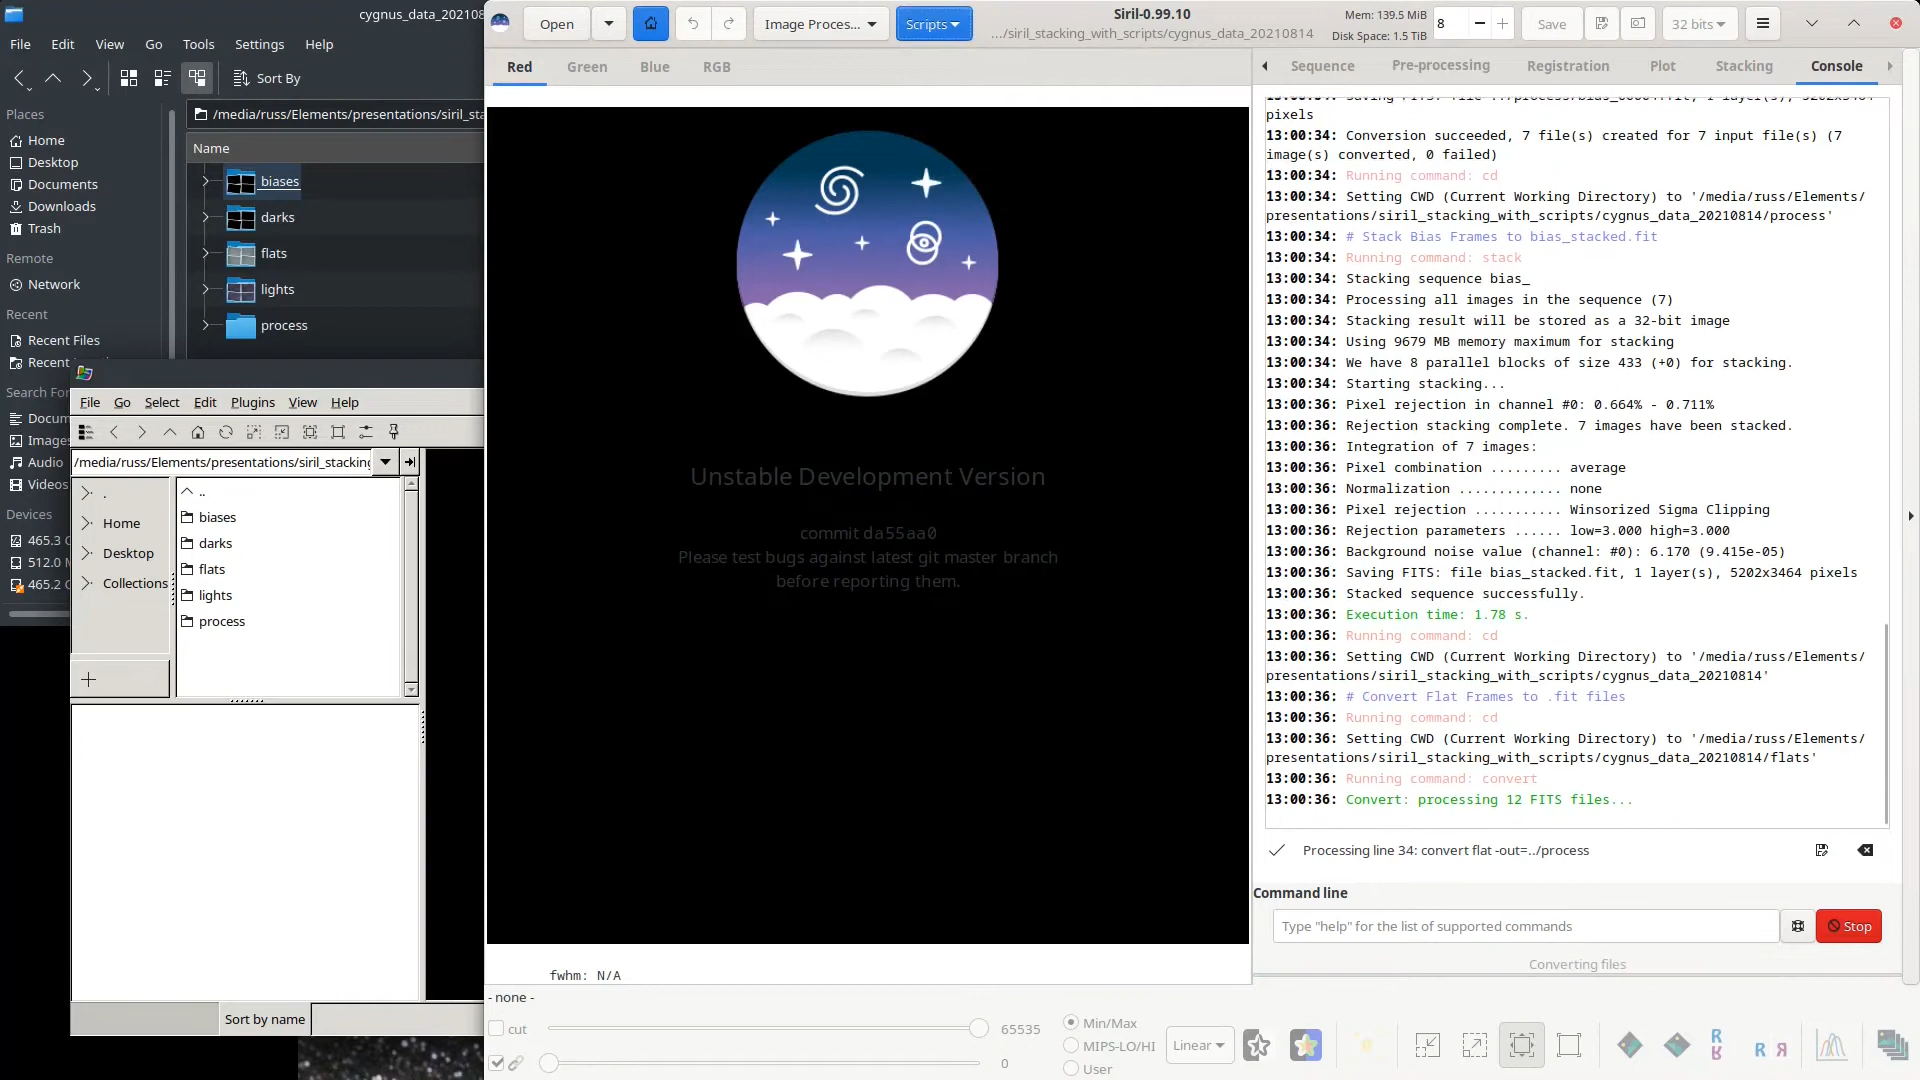 cygnus_data_202108
File Edit View Go Tools Settings Help
Sort By
Places
Home
Desktop
Documents
Downloads
Trash
Remote
Network
Recent
Recent Files
Recent
Search For
Docum
Images
Audio
Videos
Devices
465.3 G
512.0 M
465.2 G
/media/russ/Elements/presentations/siril_sta
Name
biases
darks
flats
lights
process
File Go Select Edit Plugins View Help
/media/russ/Elements/presentations/siril_stacking
.
Home
Desktop
Collections
..
biases
darks
flats
lights
process
Sort by name
Open
Image Proces...
Scripts
Siril-0.99.10
.../siril_stacking_with_scripts/cygnus_data_20210814
Mem: 139.5 MiB
Disk Space: 1.5 TiB
8
Save
32 bits
Red Green Blue RGB
Unstable Development Version
commit da55aa0
Please test bugs against latest git master branch
before reporting them.
fwhm: N/A
- none -
cut
65535
0
Min/Max
MIPS-LO/HI
User
Linear
Sequence Pre-processing Registration Plot Stacking Console
pixels
13:00:34: Conversion succeeded, 7 file(s) created for 7 input file(s) (7
image(s) converted, 0 failed)
13:00:34: Running command: cd
13:00:34: Setting CWD (Current Working Directory) to '/media/russ/Elements/
presentations/siril_stacking_with_scripts/cygnus_data_20210814/process'
13:00:34: # Stack Bias Frames to bias_stacked.fit
13:00:34: Running command: stack
13:00:34: Stacking sequence bias_
13:00:34: Processing all images in the sequence (7)
13:00:34: Stacking result will be stored as a 32-bit image
13:00:34: Using 9679 MB memory maximum for stacking
13:00:34: We have 8 parallel blocks of size 433 (+0) for stacking.
13:00:34: Starting stacking...
13:00:36: Pixel rejection in channel #0: 0.664% - 0.711%
13:00:36: Rejection stacking complete. 7 images have been stacked.
13:00:36: Integration of 7 images:
13:00:36: Pixel combination ......... average
13:00:36: Normalization ............. none
13:00:36: Pixel rejection ........... Winsorized Sigma Clipping
13:00:36: Rejection parameters ...... low=3.000 high=3.000
13:00:36: Background noise value (channel: #0): 6.170 (9.415e-05)
13:00:36: Saving FITS: file bias_stacked.fit, 1 layer(s), 5202x3464 pixels
13:00:36: Stacked sequence successfully.
13:00:36: Execution time: 1.78 s.
13:00:36: Running command: cd
13:00:36: Setting CWD (Current Working Directory) to '/media/russ/Elements/
presentations/siril_stacking_with_scripts/cygnus_data_20210814'
13:00:36: # Convert Flat Frames to .fit files
13:00:36: Running command: cd
13:00:36: Setting CWD (Current Working Directory) to '/media/russ/Elements/
presentations/siril_stacking_with_scripts/cygnus_data_20210814/flats'
13:00:36: Running command: convert
13:00:36: Convert: processing 12 FITS files...
Processing line 34: convert flat -out=../process
Command line
Type "help" for the list of supported commands
Stop
Converting files